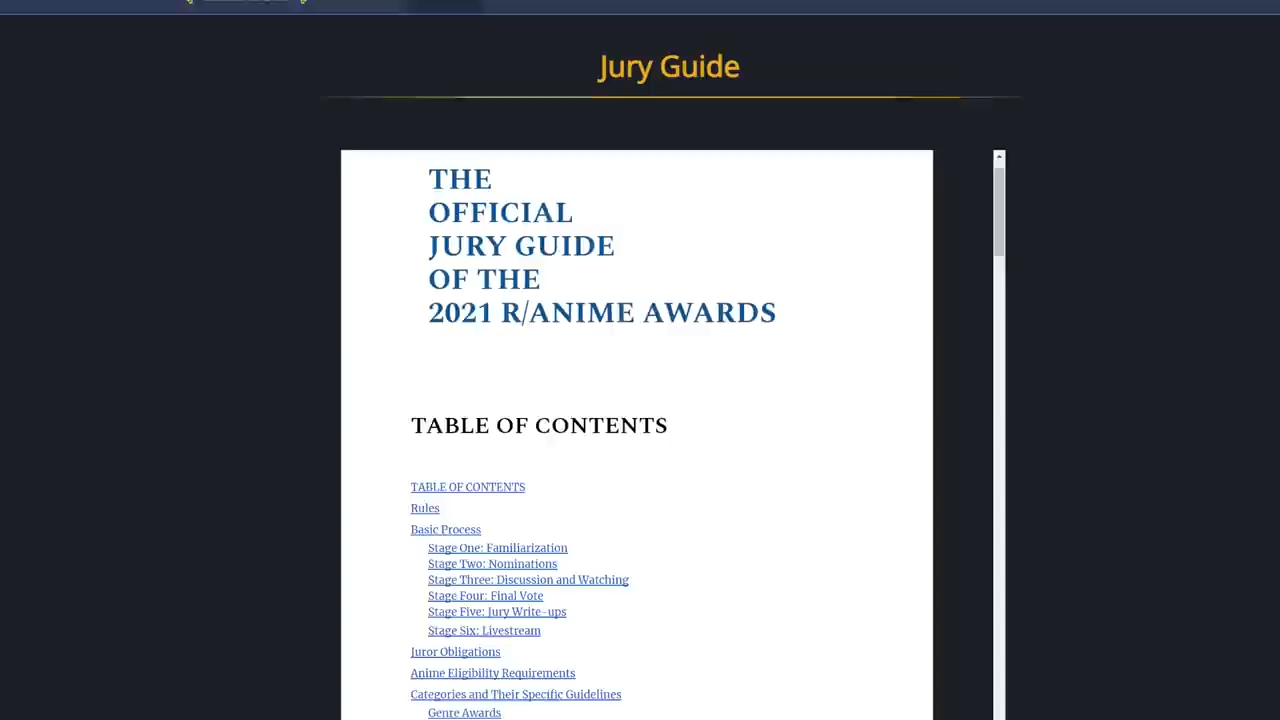 Jury Guide
THE
OFFICIAL
JURY GUIDE
OF THE
2021 R/ANIME AWARDS
TABLE OF CONTENTS
TABLE OF CONTENTS
Rules
Basic Process
Stage One: Familiarization
Stage Two: Nominations
Stage Three: Discussion and Watching
Stage Four: Final Vote
Stage Five: Jury Write-ups
Stage Six: Livestream
Juror Obligations
Anime Eligibility Requirements
Categories and Their Specific Guidelines
Genre Awards